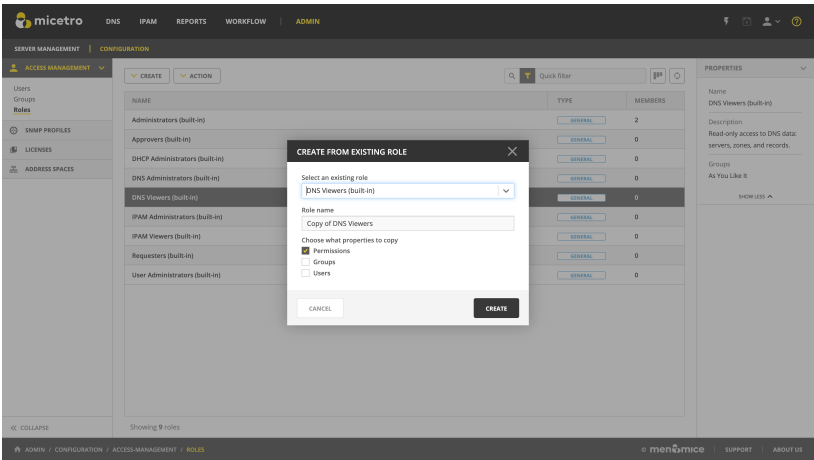 micetro DNS IPAM REPORTS WORKFLOW ADMIN
SERVER MANAGEMENT CONFIGURATION
ACCESS MANAGEMENT
Users
Groups
Roles
SNMP PROFILES
LICENSES
ADDRESS SPACES
COLLAPSE
CREATE ACTION Quick filter
NAME TYPE MEMBERS
Administrators (built-in) GENERAL 2
Approvers (built-in) GENERAL 0
DHCP Administrators (built-in) GENERAL 0
DNS Administrators (built-in) GENERAL 0
DNS Viewers (built-in) GENERAL 0
IPAM Administrators (built-in) GENERAL 0
IPAM Viewers (built-in) GENERAL 0
Requesters (built-in) GENERAL 0
User Administrators (built-in) GENERAL 0
Showing 9 roles
CREATE FROM EXISTING ROLE
Select an existing role
DNS Viewers (built-in)
Role name
Copy of DNS Viewers
Choose what properties to copy
Permissions
Groups
Users
CANCEL CREATE
PROPERTIES
Name
DNS Viewers (built-in)
Description
Read-only access to DNS data:
servers, zones, and records.
Groups
As You Like It
SHOW LESS
ADMIN / CONFIGURATION / ACCESS-MANAGEMENT / ROLES
© men&mice SUPPORT ABOUT US